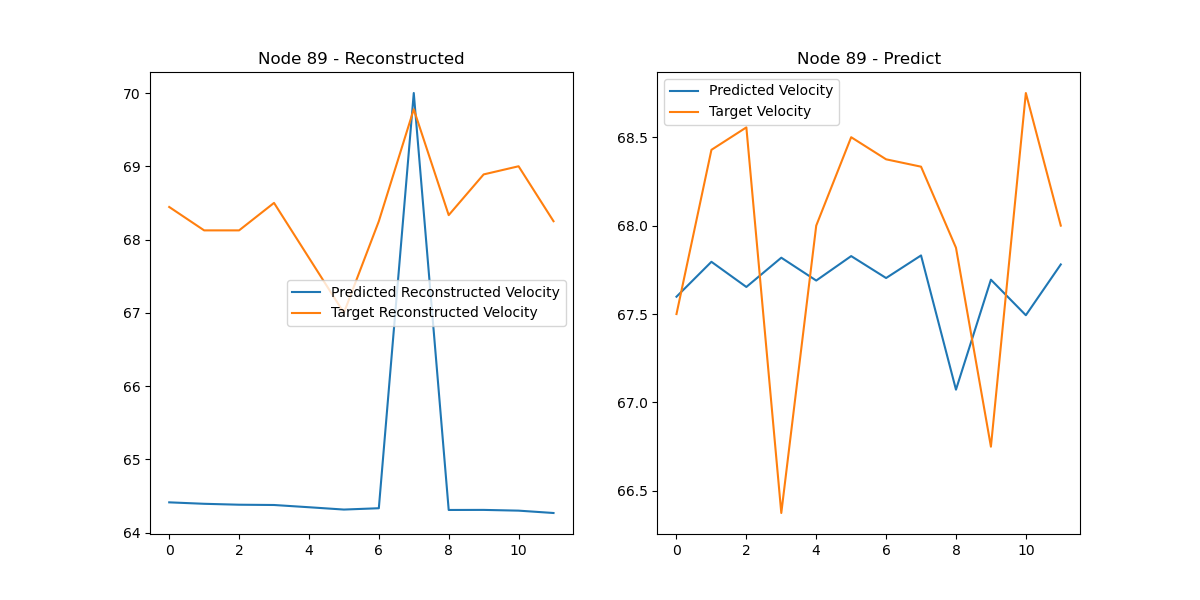 Node 89 - Reconstructed
70
69
68
67
66
65
64
0 2 4 6 8 10
Predicted Reconstructed Velocity
Target Reconstructed Velocity
Node 89 - Predict
Predicted Velocity
Target Velocity
68.5
68.0
67.5
67.0
66.5
0 2 4 6 8 10